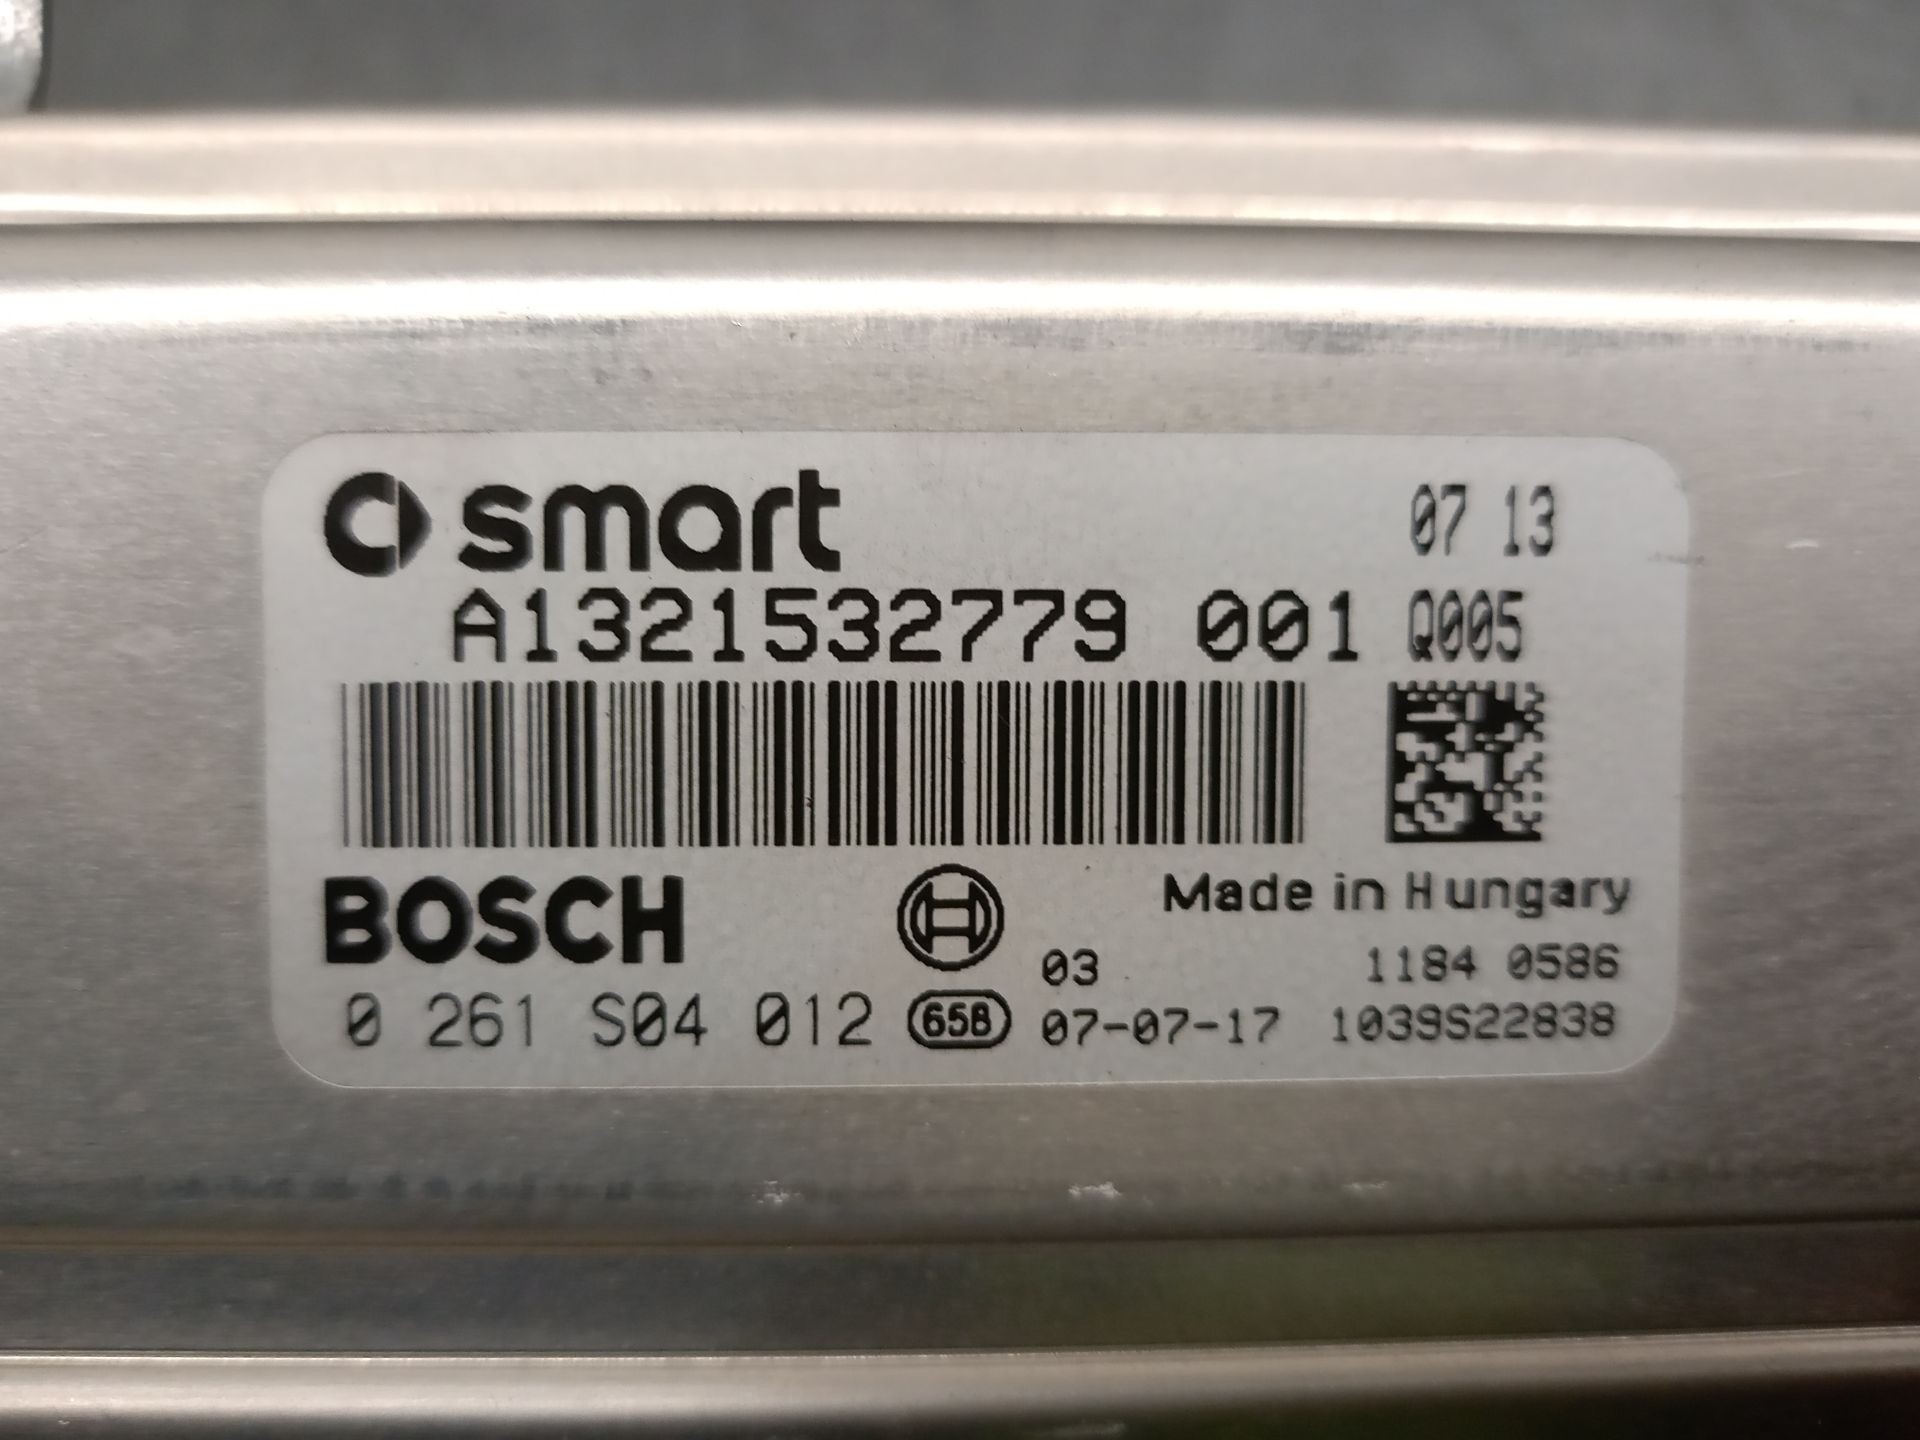 smart 07 13
A1321532779 001 Q005
BOSCH Made in Hungary
03 1184 0586
0 261 S04 012 65B 07-07-17 1039S22838